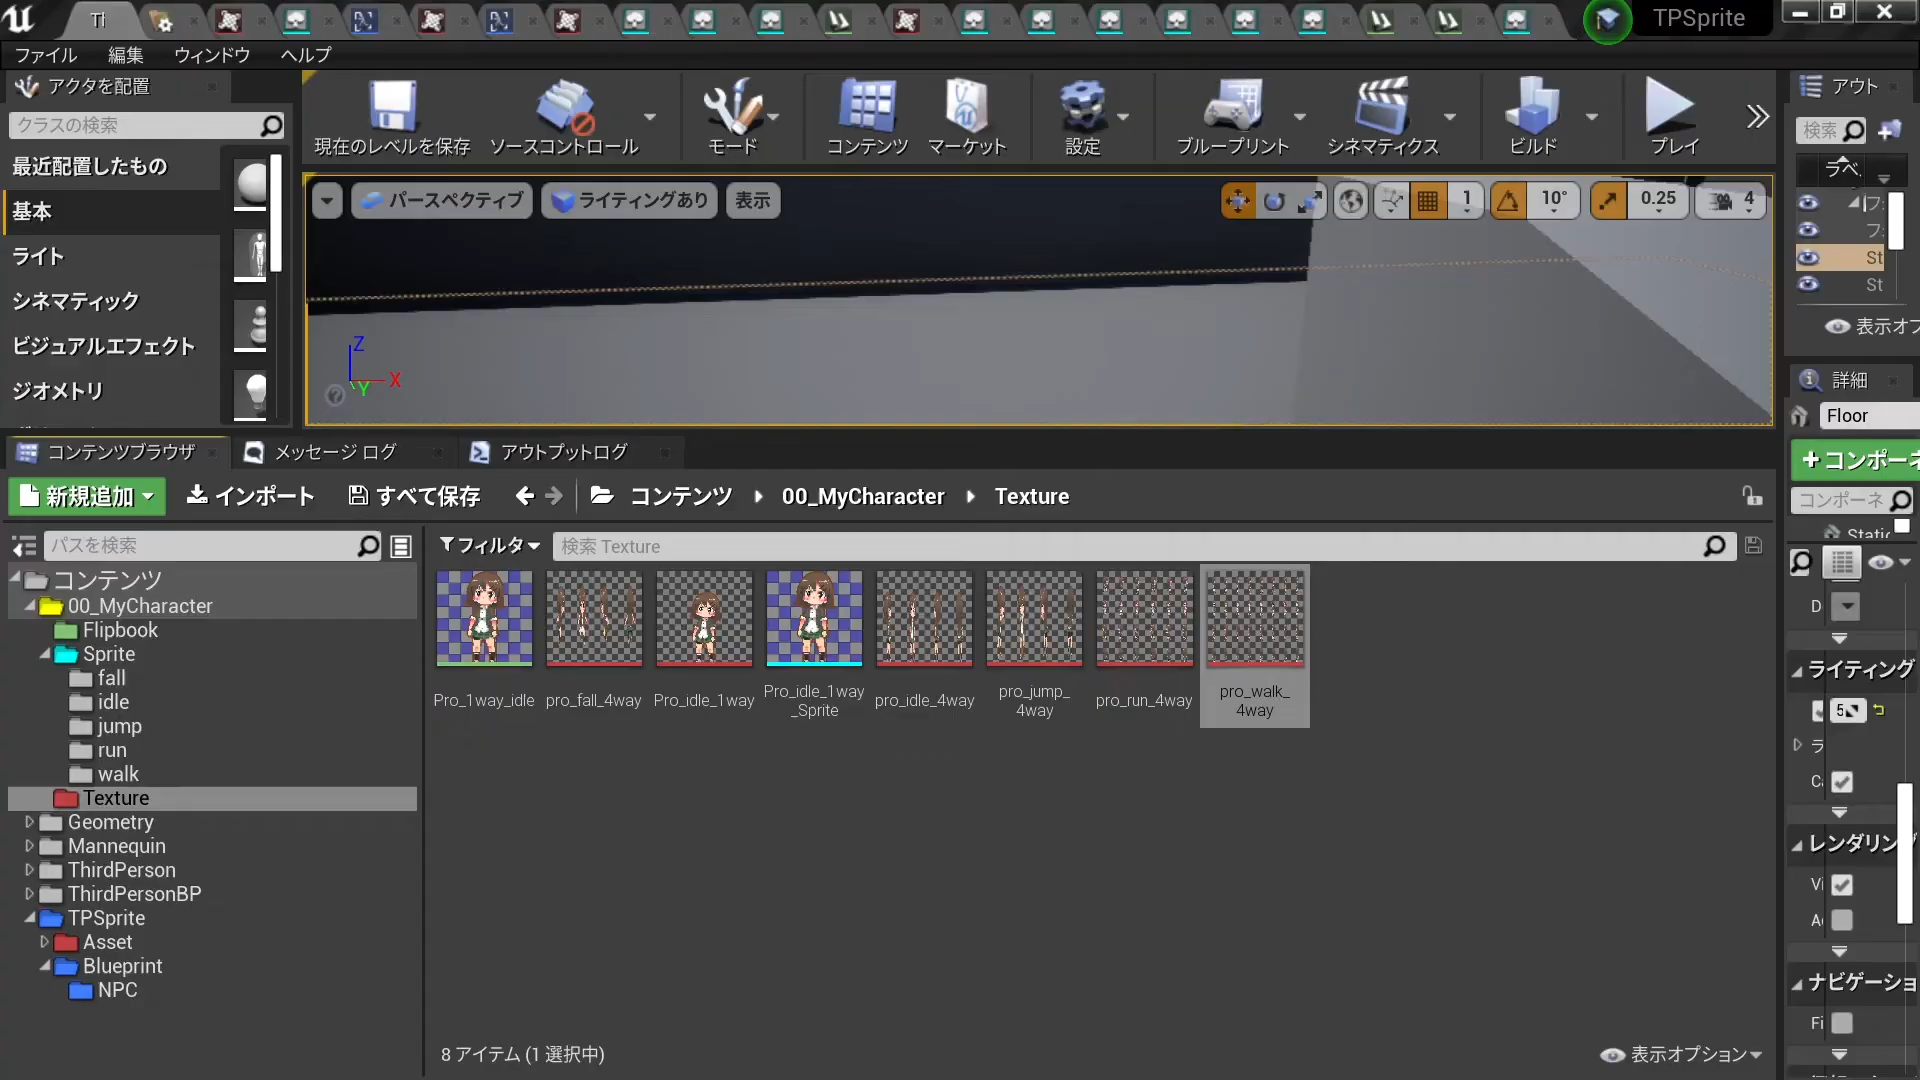 TPSprite
ファイル 編集 ウィンドウ ヘルプ
アクタを配置
クラスの検索
最近配置したもの
基本
ライト
シネマティック
ビジュアルエフェクト
ジオメトリ
現在のレベルを保存 ソースコントロール モード コンテンツ マーケット 設定 ブループリント シネマティクス ビルド プレイ
パースペクティブ ライティングあり 表示
1 10° 0.25 4
Z
X
Y
アウト
検索
ラベ
St
St
表示オプ
詳細
Floor
+コンポーネ
コンポーネ
D
ライティング
5
ラ
レンダリン
ナビゲーショ
Fi
コンテンツブラウザ メッセージ ログ アウトプットログ
新規追加 インポート すべて保存 コンテンツ 00_MyCharacter Texture
パスを検索
フィルタ 検索 Texture
コンテンツ
00_MyCharacter
Flipbook
Sprite
fall
idle
jump
run
walk
Texture
Geometry
Mannequin
ThirdPerson
ThirdPersonBP
TPSprite
Asset
Blueprint
NPC
Pro_1way_idle
pro_fall_4way
Pro_idle_1way
Pro_idle_1way
_Sprite
pro_idle_4way
pro_jump_
4way
pro_run_4way
pro_walk_
4way
8 アイテム (1 選択中)
表示オプション